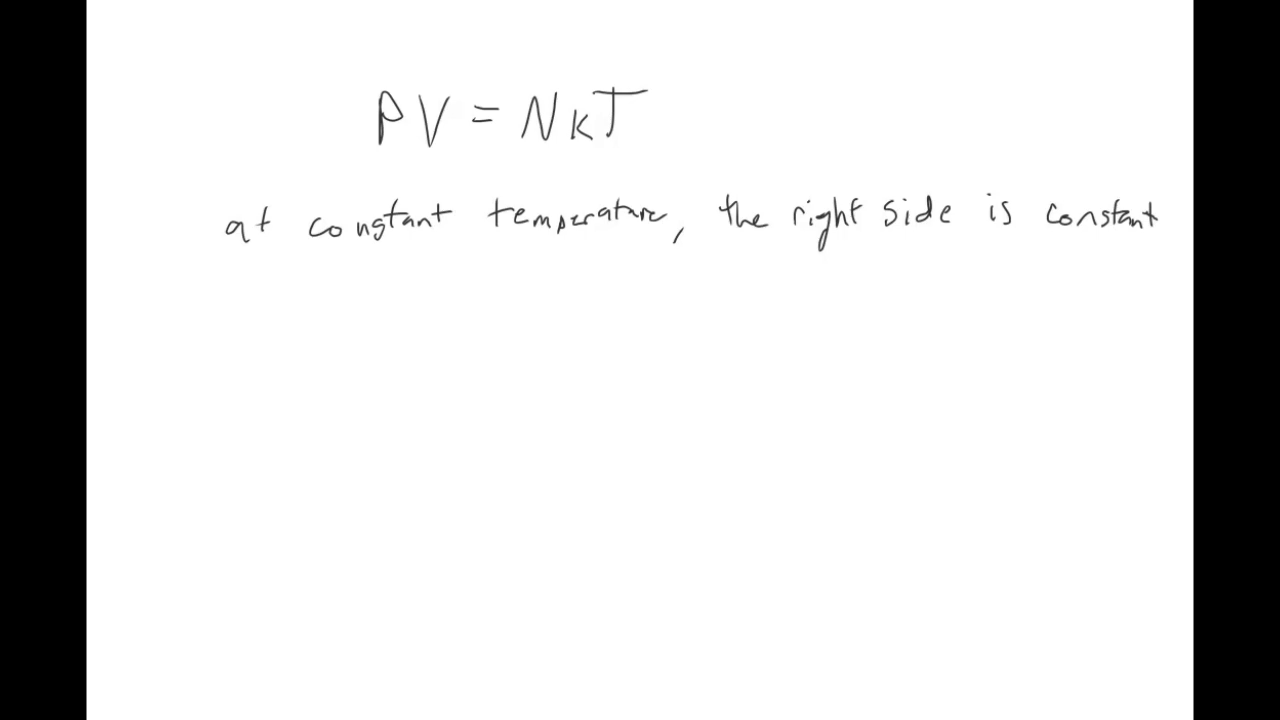 PV = NkT
at constant temperature, the right side is constant